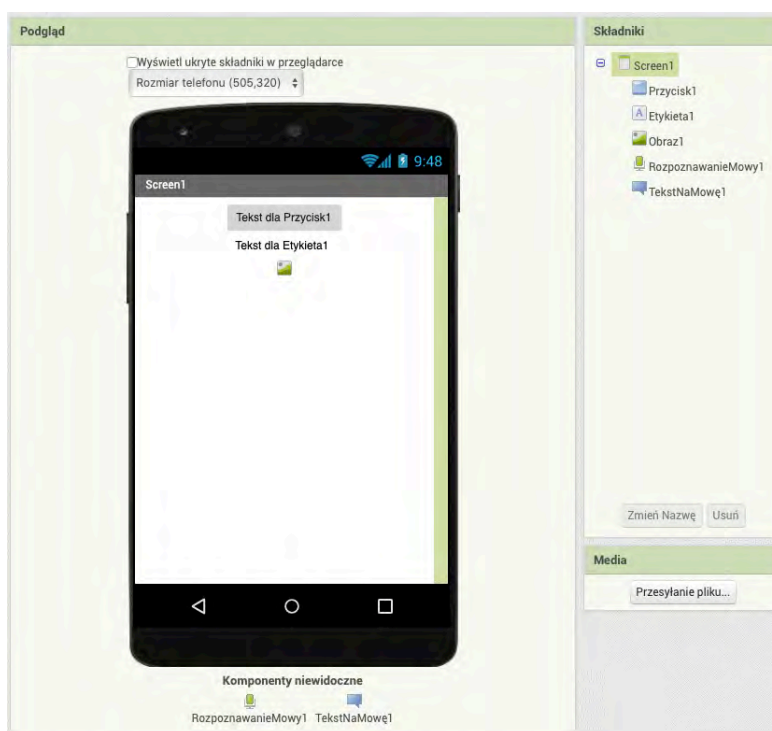 Podgląd
Wyświetl ukryte składniki w przeglądarce
Rozmiar telefonu (505,320)
9:48
Screen1
Tekst dla Przycisk1
Tekst dla Etykieta1
Komponenty niewidoczne
RozpoznawanieMowy1 TekstNaMowę1
Składniki
Screen1
Przycisk1
Etykieta1
Obraz1
RozpoznawanieMowy1
TekstNaMowę1
Zmień Nazwę Usuń
Media
Przesyłanie pliku...